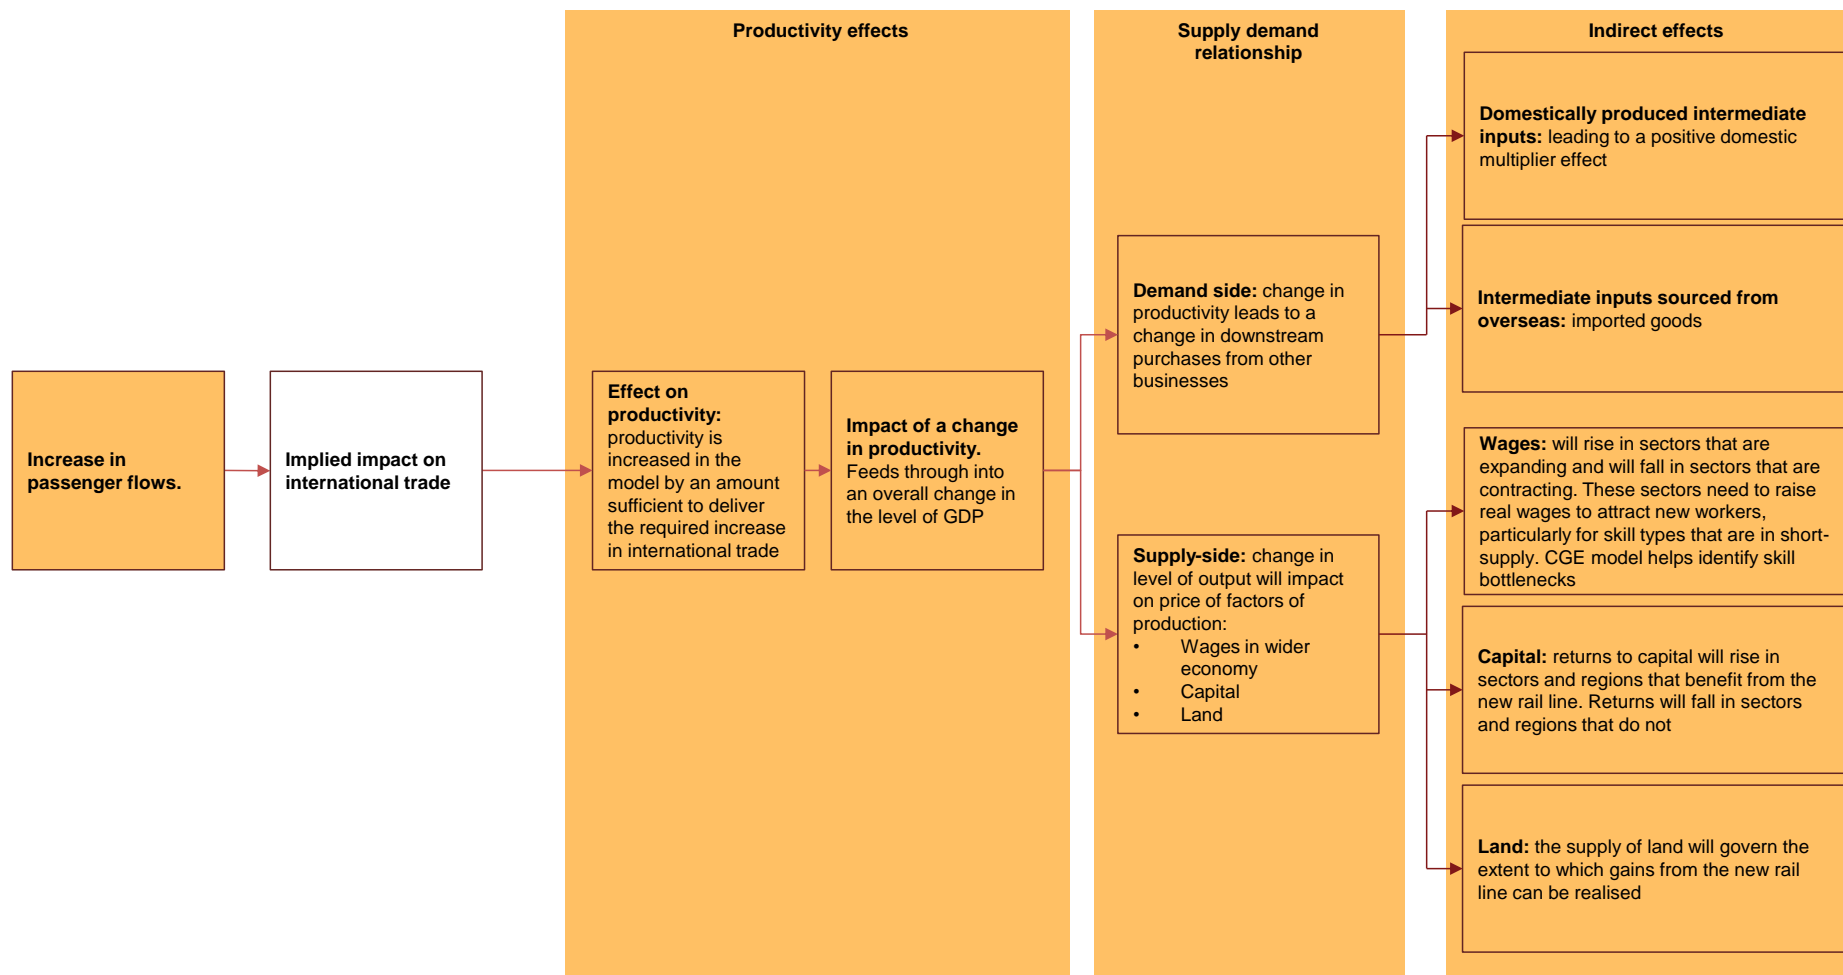 Productivity effects
Supply demand
relationship
Indirect effects
Increase in
passenger flows.
Implied impact on
international trade
Effect on
productivity:
productivity is
increased in the
model by an amount
sufficient to deliver
the required increase
in international trade
Impact of a change
in productivity.
Feeds through into
an overall change in
the level of GDP
Demand side: change in
productivity leads to a
change in downstream
purchases from other
businesses
Supply-side: change in
level of output will impact
on price of factors of
production:
• Wages in wider
economy
• Capital
• Land
Domestically produced intermediate
inputs: leading to a positive domestic
multiplier effect
Intermediate inputs sourced from
overseas: imported goods
Wages: will rise in sectors that are
expanding and will fall in sectors that are
contracting. These sectors need to raise
real wages to attract new workers,
particularly for skill types that are in short-
supply. CGE model helps identify skill
bottlenecks
Capital: returns to capital will rise in
sectors and regions that benefit from the
new rail line. Returns will fall in sectors
and regions that do not
Land: the supply of land will govern the
extent to which gains from the new rail
line can be realised